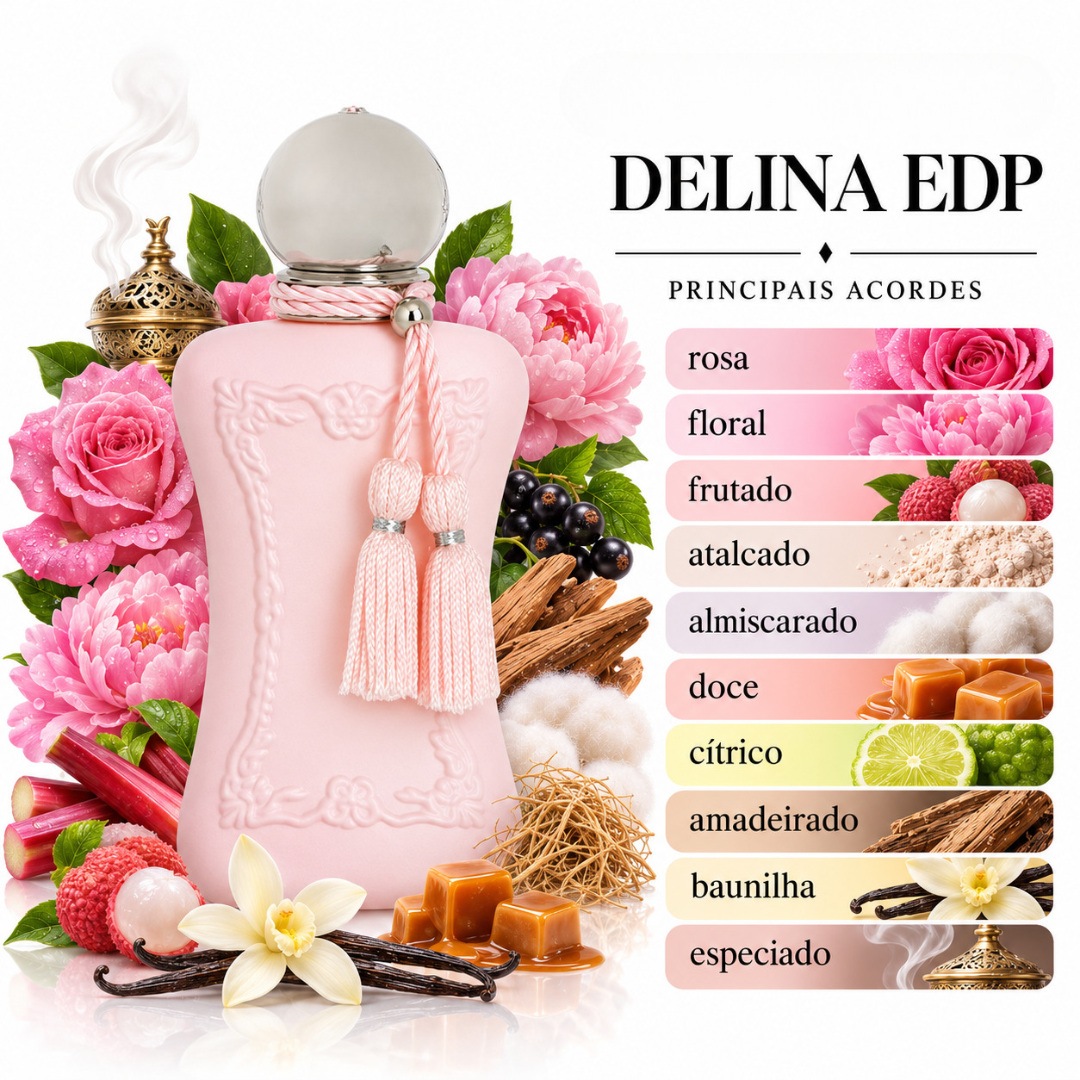 DELINA EDP
PRINCIPAIS ACORDES
rosa
floral
frutado
atalcado
almiscarado
doce
cítrico
amadeirado
baunilha
especiado